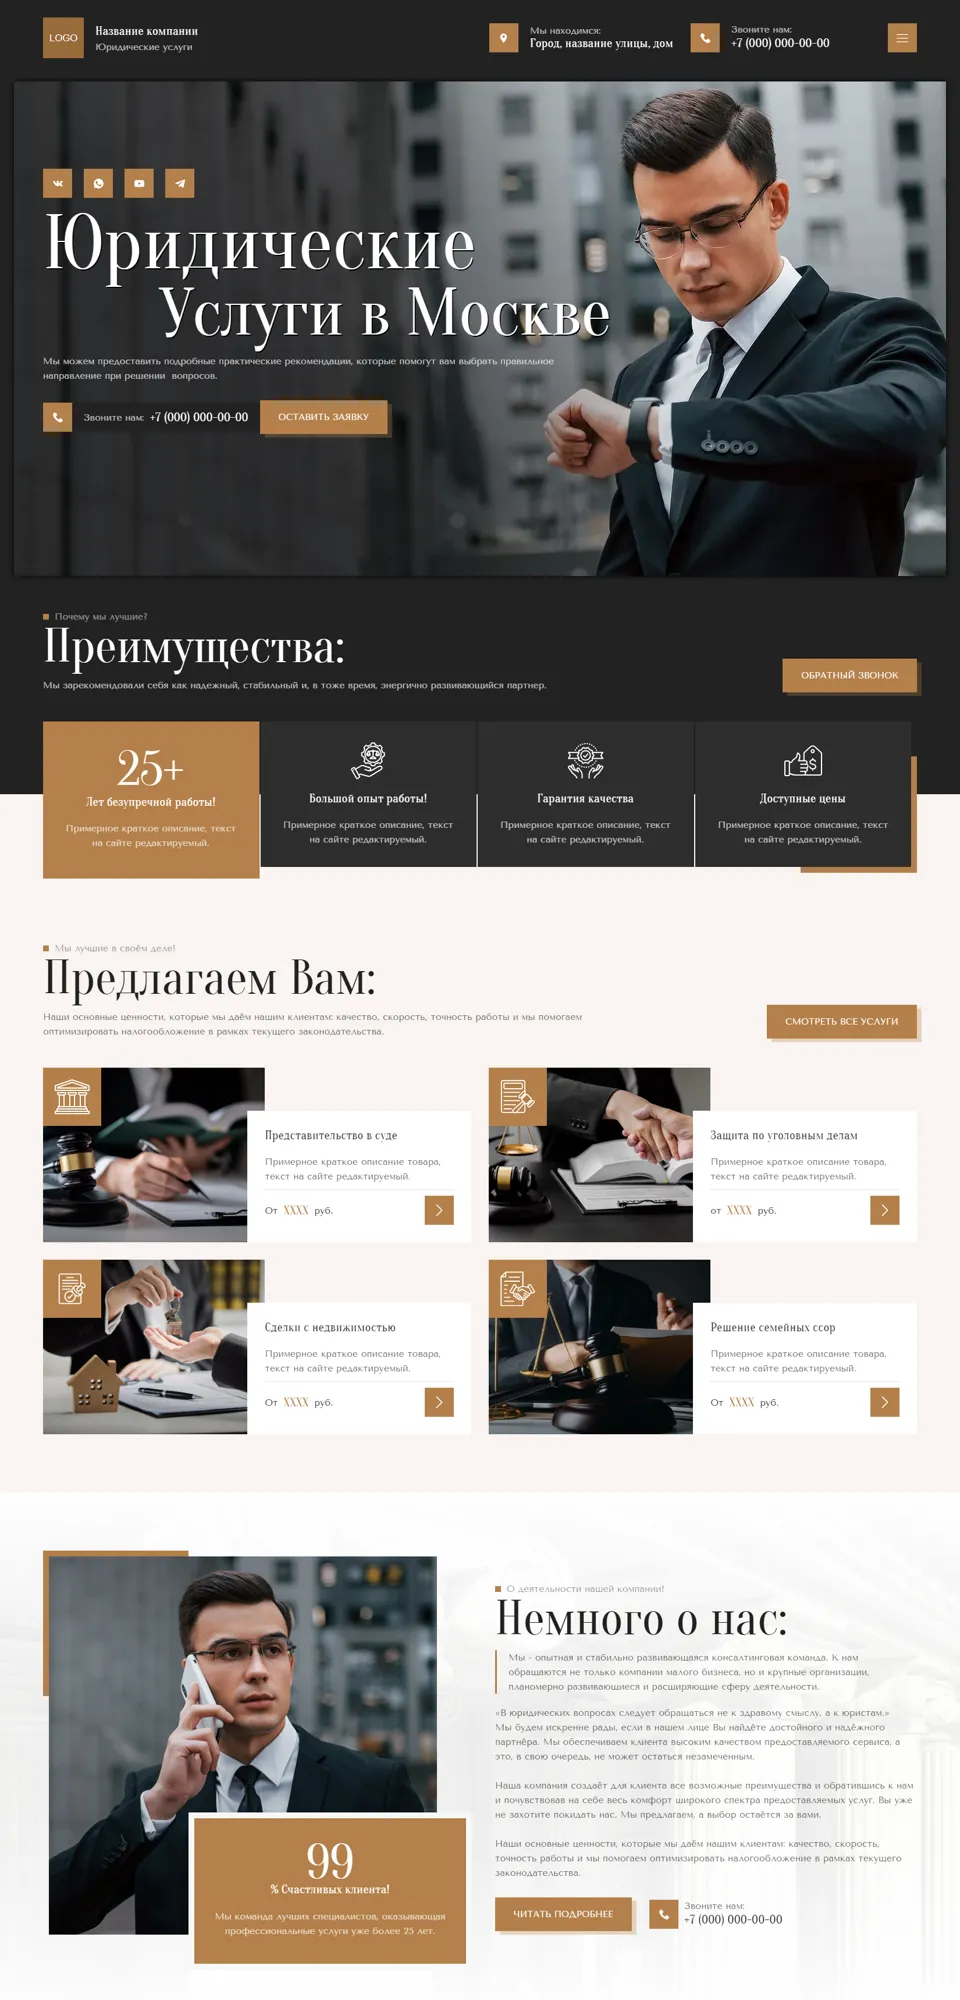 LOGO
Название компании
Юридические услуги
Мы находимся:
Город, название улицы, дом
Звоните нам:
+7 (000) 000-00-00
Юридические
Услуги в Москве
Мы можем предоставить подробные практические рекомендации, которые помогут вам выбрать правильное
направление при решении вопросов.
Звоните нам: +7 (000) 000-00-00
ОСТАВИТЬ ЗАЯВКУ
Почему мы лучшие?
Преимущества:
Мы зарекомендовали себя как надежный, стабильный и, в тоже время, энергично развивающийся партнер.
ОБРАТНЫЙ ЗВОНОК
25+
Лет безупречной работы!
Примерное краткое описание, текст
на сайте редактируемый.
Большой опыт работы!
Примерное краткое описание, текст
на сайте редактируемый.
Гарантия качества
Примерное краткое описание, текст
на сайте редактируемый.
Доступные цены
Примерное краткое описание, текст
на сайте редактируемый.
Мы лучшие в своём деле!
Предлагаем Вам:
Наши основные ценности, которые мы даём нашим клиентам: качество, скорость, точность работы и мы помогаем
оптимизировать налогообложение в рамках текущего законодательства.
СМОТРЕТЬ ВСЕ УСЛУГИ
Представительство в суде
Примерное краткое описание товара,
текст на сайте редактируемый.
От XXXX руб.
Защита по уголовным делам
Примерное краткое описание товара,
текст на сайте редактируемый.
от XXXX руб.
Сделки с недвижимостью
Примерное краткое описание товара,
текст на сайте редактируемый.
От XXXX руб.
Решение семейных ссор
Примерное краткое описание товара,
текст на сайте редактируемый.
От XXXX руб.
99
% Счастливых клиента!
Мы команда лучших специалистов, оказывающая
профессиональные услуги уже более 25 лет.
О деятельности нашей компании!
Немного о нас:
Мы - опытная и стабильно развивающаяся консалтинговая команда. К нам
обращаются не только компании малого бизнеса, но и крупные организации,
планомерно развивающиеся и расширяющие сферу деятельности.
«В юридических вопросах следует обращаться не к здравому смыслу, а к юристам.»
Мы будем искренне рады, если в нашем лице Вы найдёте достойного и надёжного
партнёра. Мы обеспечиваем клиента высоким качеством предоставляемого сервиса, а
это, в свою очередь, не может остаться незамеченным.
Наша компания создаёт для клиента все возможные преимущества и обратившись к нам
и почувствовав на себе весь комфорт широкого спектра предоставляемых услуг, Вы уже
не захотите покидать нас. Мы предлагаем, а выбор остаётся за вами.
Наши основные ценности, которые мы даём нашим клиентам: качество, скорость,
точность работы и мы помогаем оптимизировать налогообложение в рамках текущего
законодательства.
ЧИТАТЬ ПОДРОБНЕЕ
Звоните нам:
+7 (000) 000-00-00